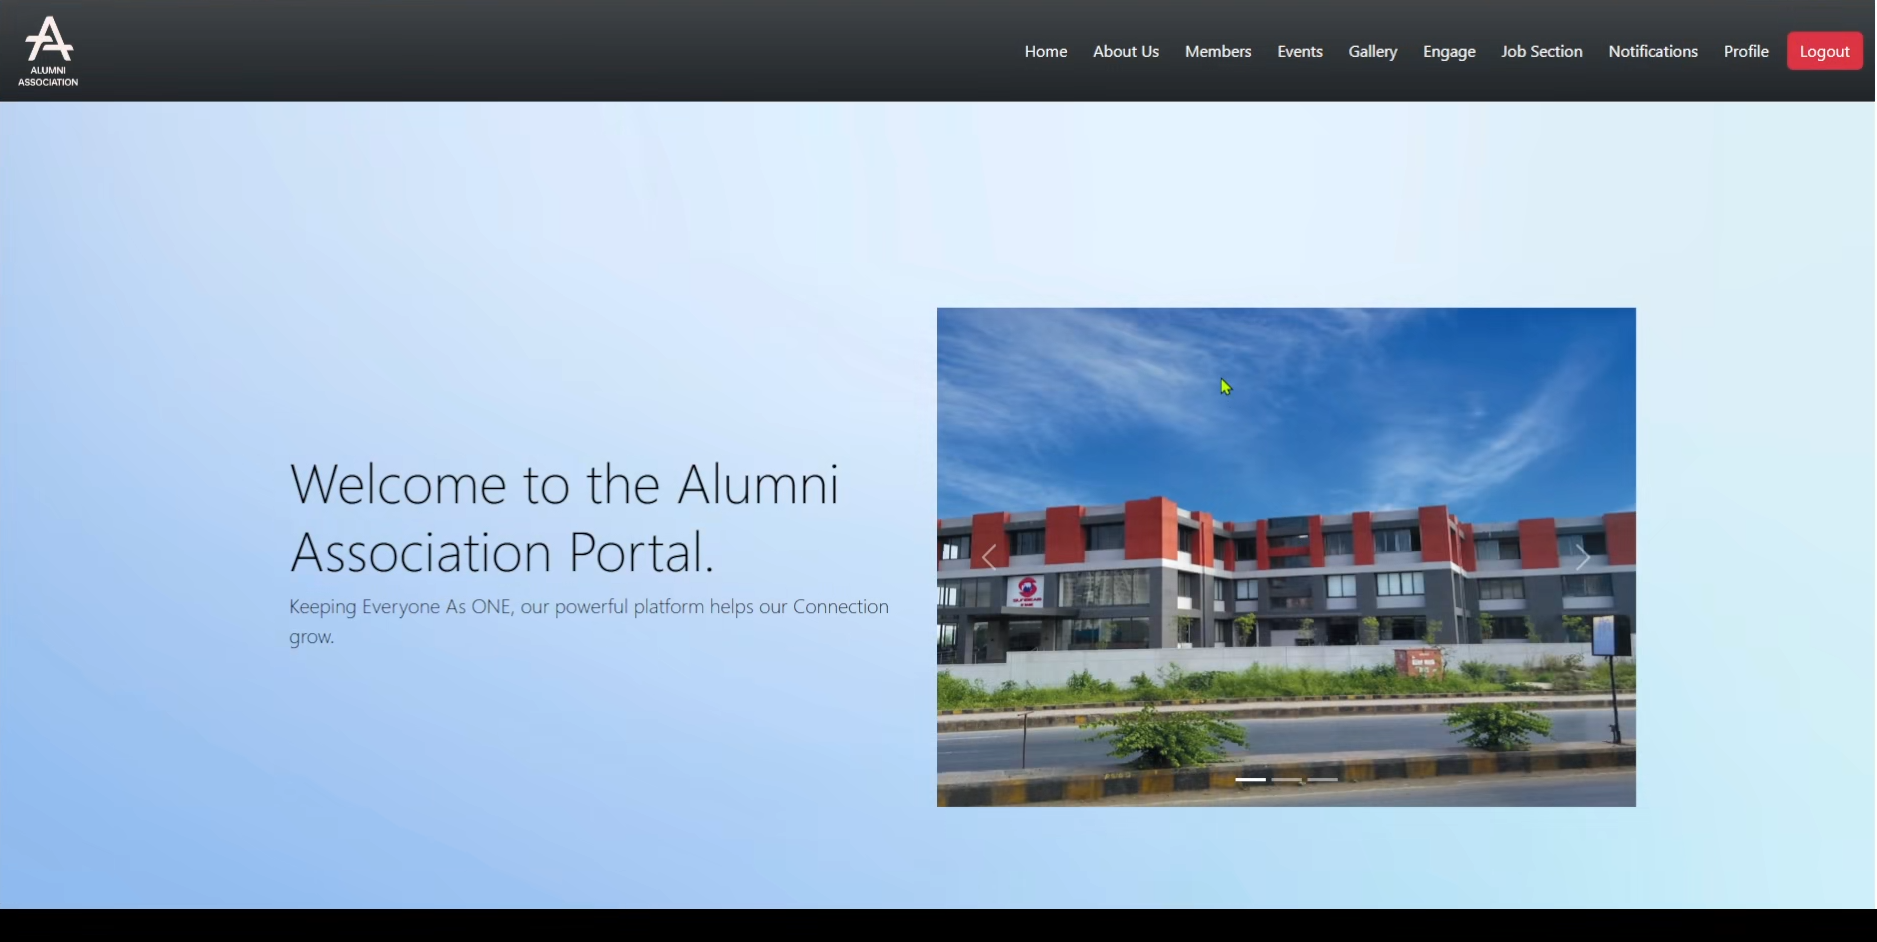 ALUMNI
ASSOCIATION
Home About Us Members Events Gallery Engage Job Section Notifications Profile Logout
Welcome to the Alumni
Association Portal.
Keeping Everyone As ONE, our powerful platform helps our Connection
grow.